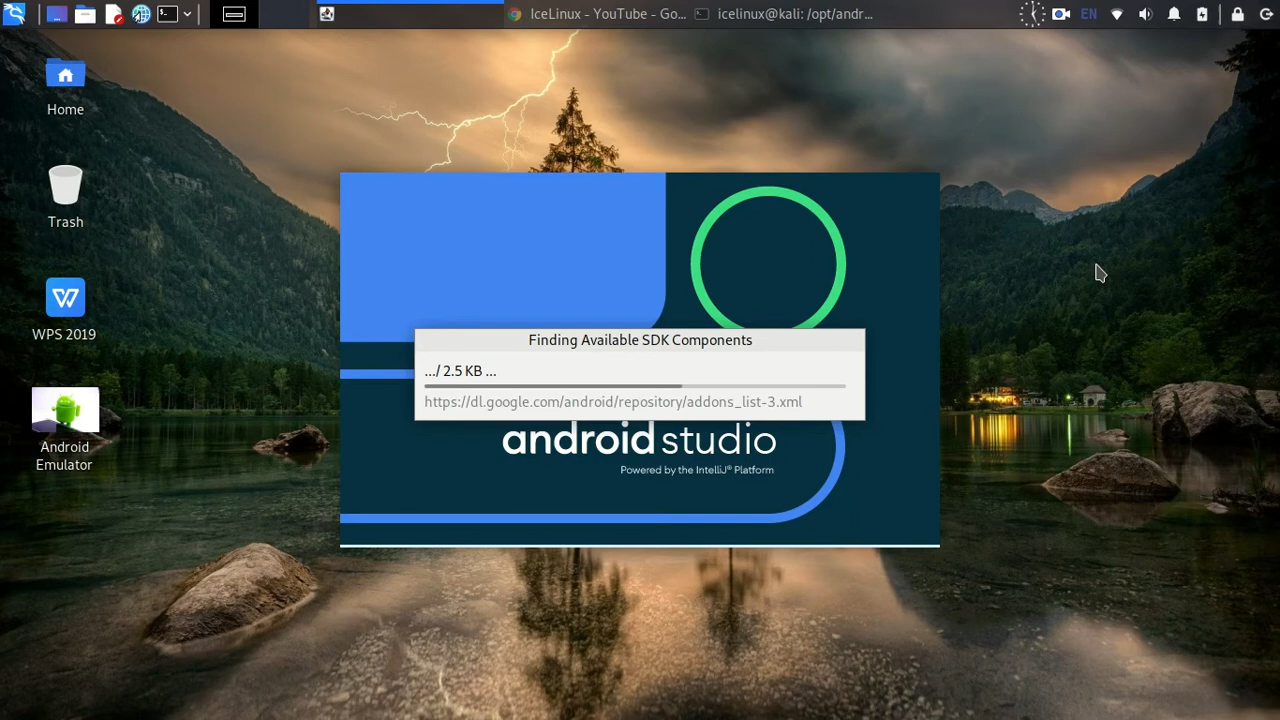 IceLinux - YouTube - Go...
icelinux@kali: /opt/andr...
EN
Home
Trash
WPS 2019
Android
Emulator
Finding Available SDK Components
.../ 2.5 KB ...
https://dl.google.com/android/repository/addons_list-3.xml
android studio
Powered by the IntelliJ® Platform